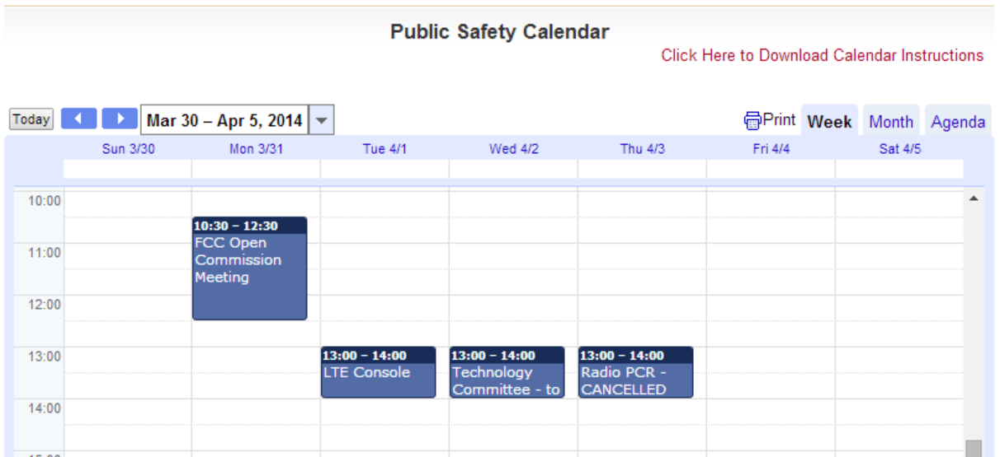 Public Safety Calendar
Click Here to Download Calendar Instructions
Today Mar 30 – Apr 5, 2014 Print Week Month Agenda
Sun 3/30 Mon 3/31 Tue 4/1 Wed 4/2 Thu 4/3 Fri 4/4 Sat 4/5
10:00
10:30 – 12:30
FCC Open
Commission
Meeting
11:00
12:00
13:00
13:00 – 14:00
LTE Console
13:00 – 14:00
Technology
Committee - to
13:00 – 14:00
Radio PCR -
CANCELLED
14:00